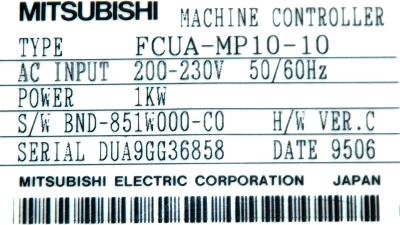 MITSUBISHI MACHINE CONTROLLER
TYPE FCUA-MP10-10
AC INPUT 200-230V 50/60Hz
POWER 1KW
S/W BND-851W000-C0 H/W VER.C
SERIAL DUA9GG36858 DATE 9506
MITSUBISHI ELECTRIC CORPORATION JAPAN